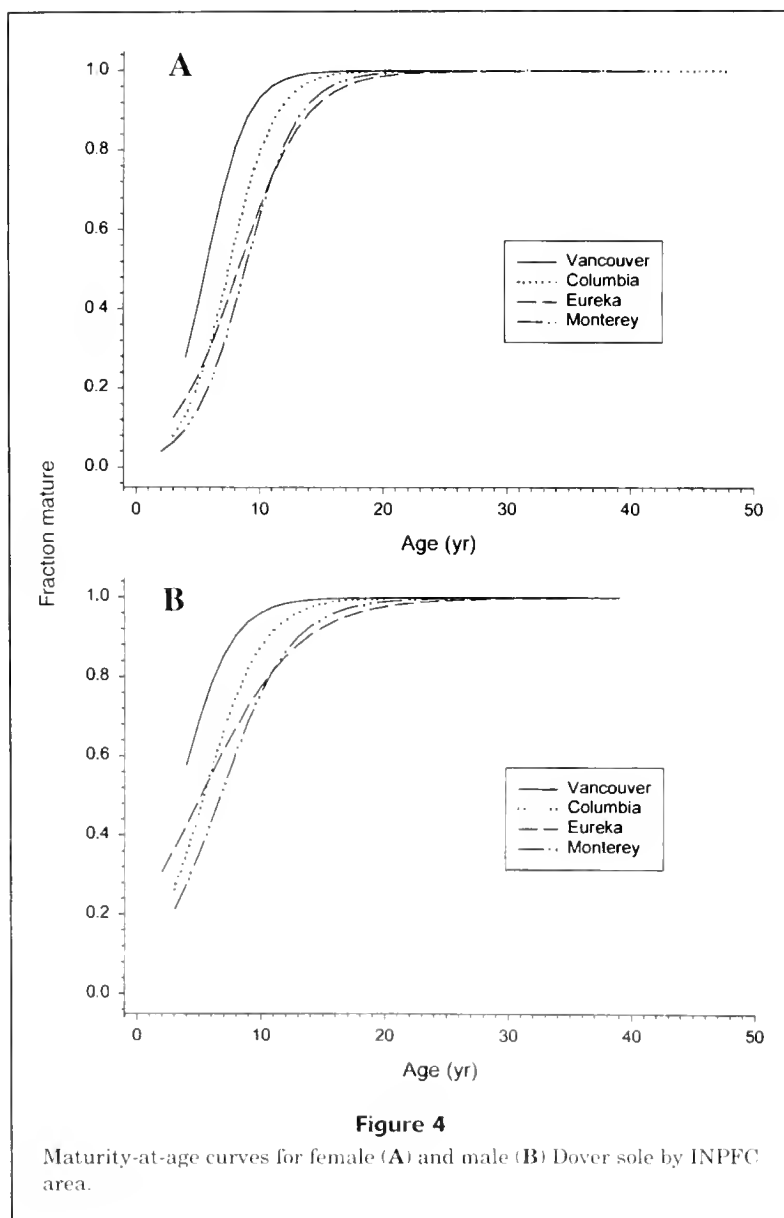 A
1.0
0.8
0.6
0.4
0.2
0.0
Vancouver
Columbia
Eureka
Monterey
0 10 20 30 40 50
Age (yr)
Fraction mature
B
1.0
0.8
0.6
0.4
0.2
0.0
Vancouver
Columbia
Eureka
Monterey
0 10 20 30 40 50
Age (yr)
Figure 4
Maturity-at-age curves for female (A) and male (B) Dover sole by INPFC
area.